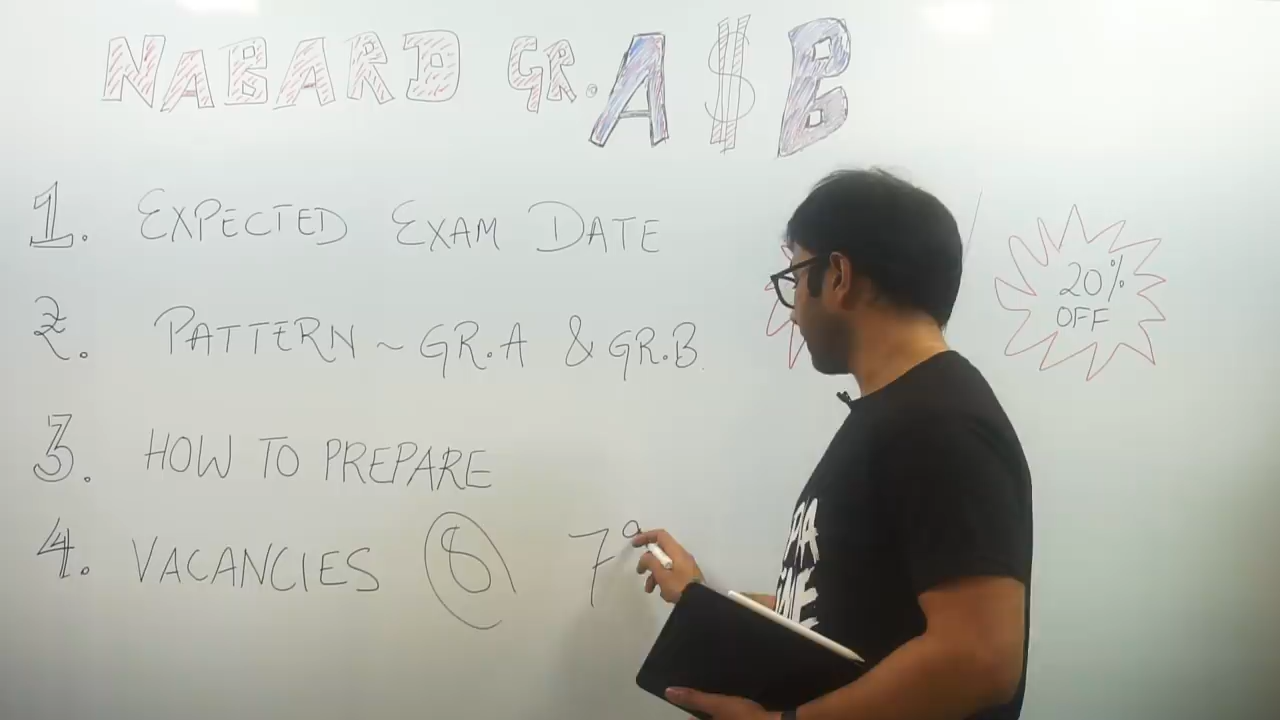 NABARD GR. A $ B
1. EXPECTED EXAM DATE
20%
OFF
2. PATTERN ~ GR.A & GR.B
3. HOW TO PREPARE
4. VACANCIES 8 7